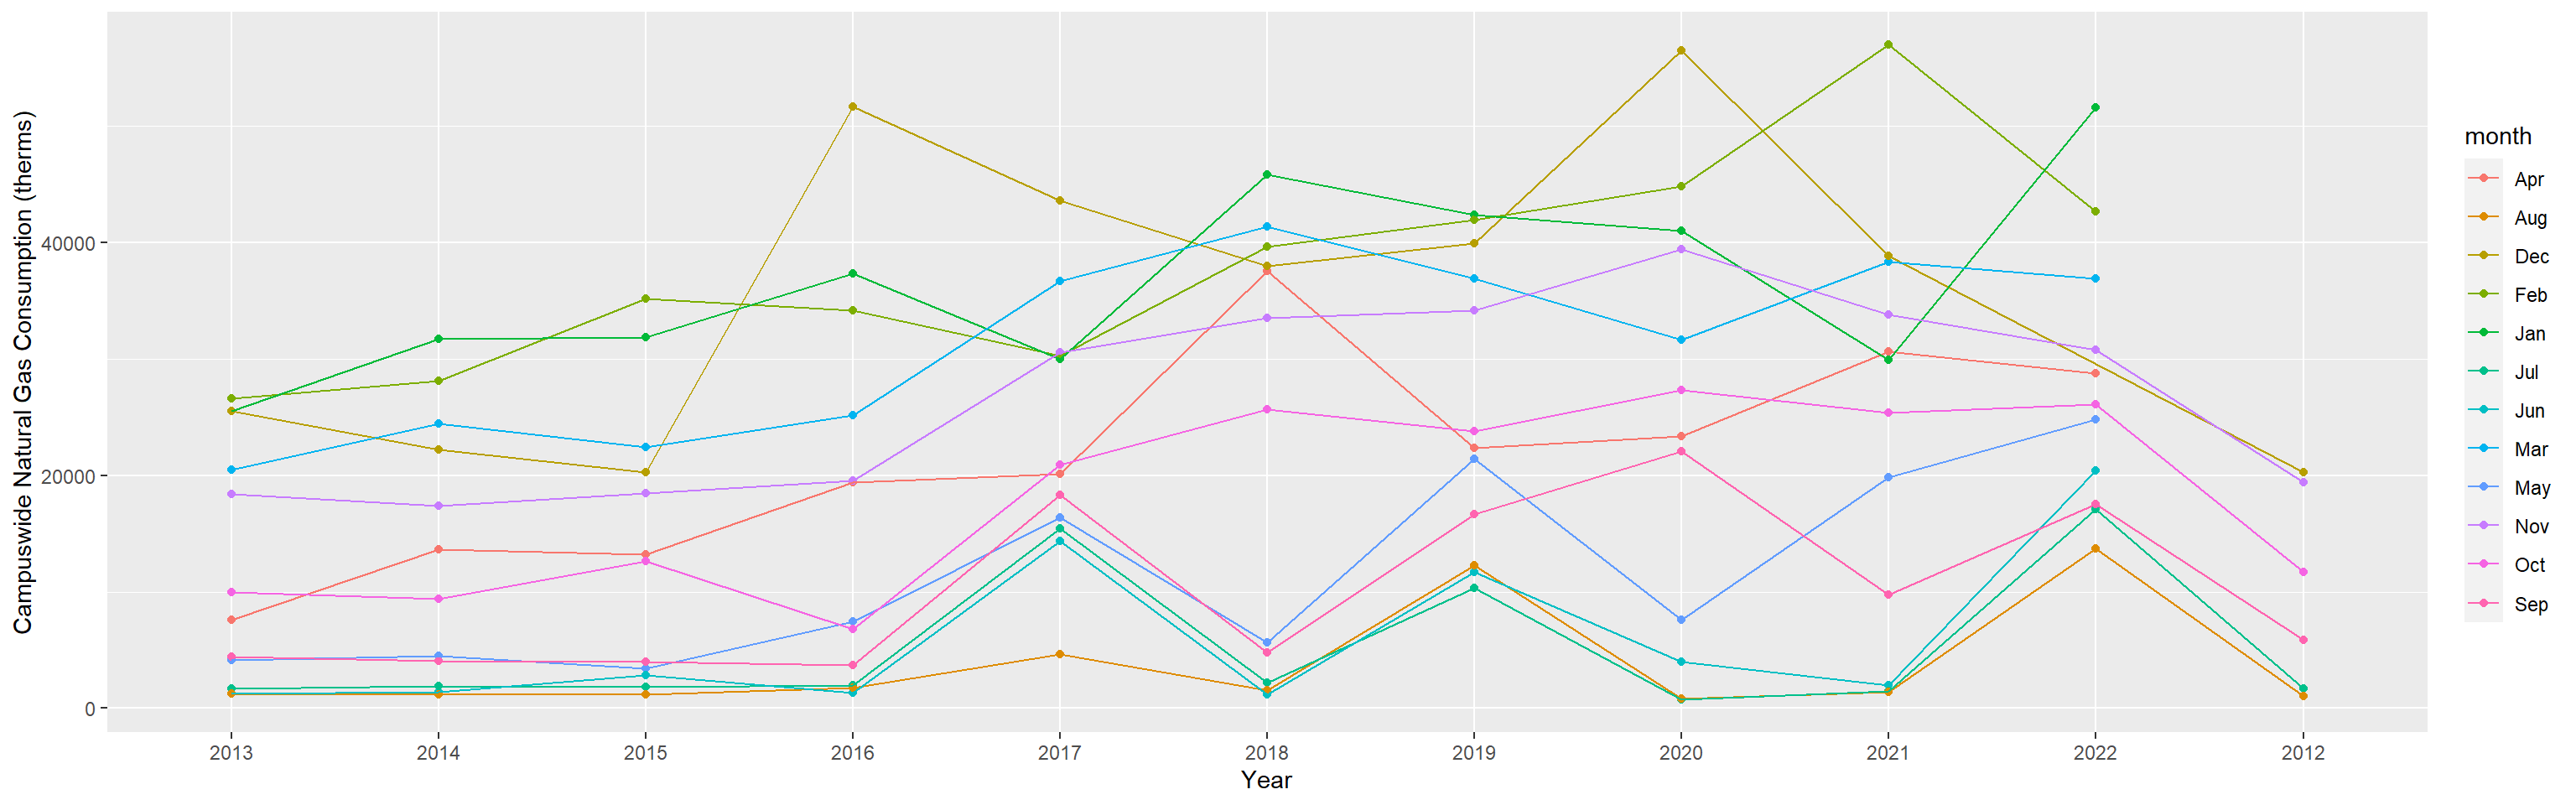 Campuswide Natural Gas Consumption (therms)
40000
20000
0
2013 2014 2015 2016 2017 2018 2019 2020 2021 2022 2012
Year
month
Apr
Aug
Dec
Feb
Jan
Jul
Jun
Mar
May
Nov
Oct
Sep